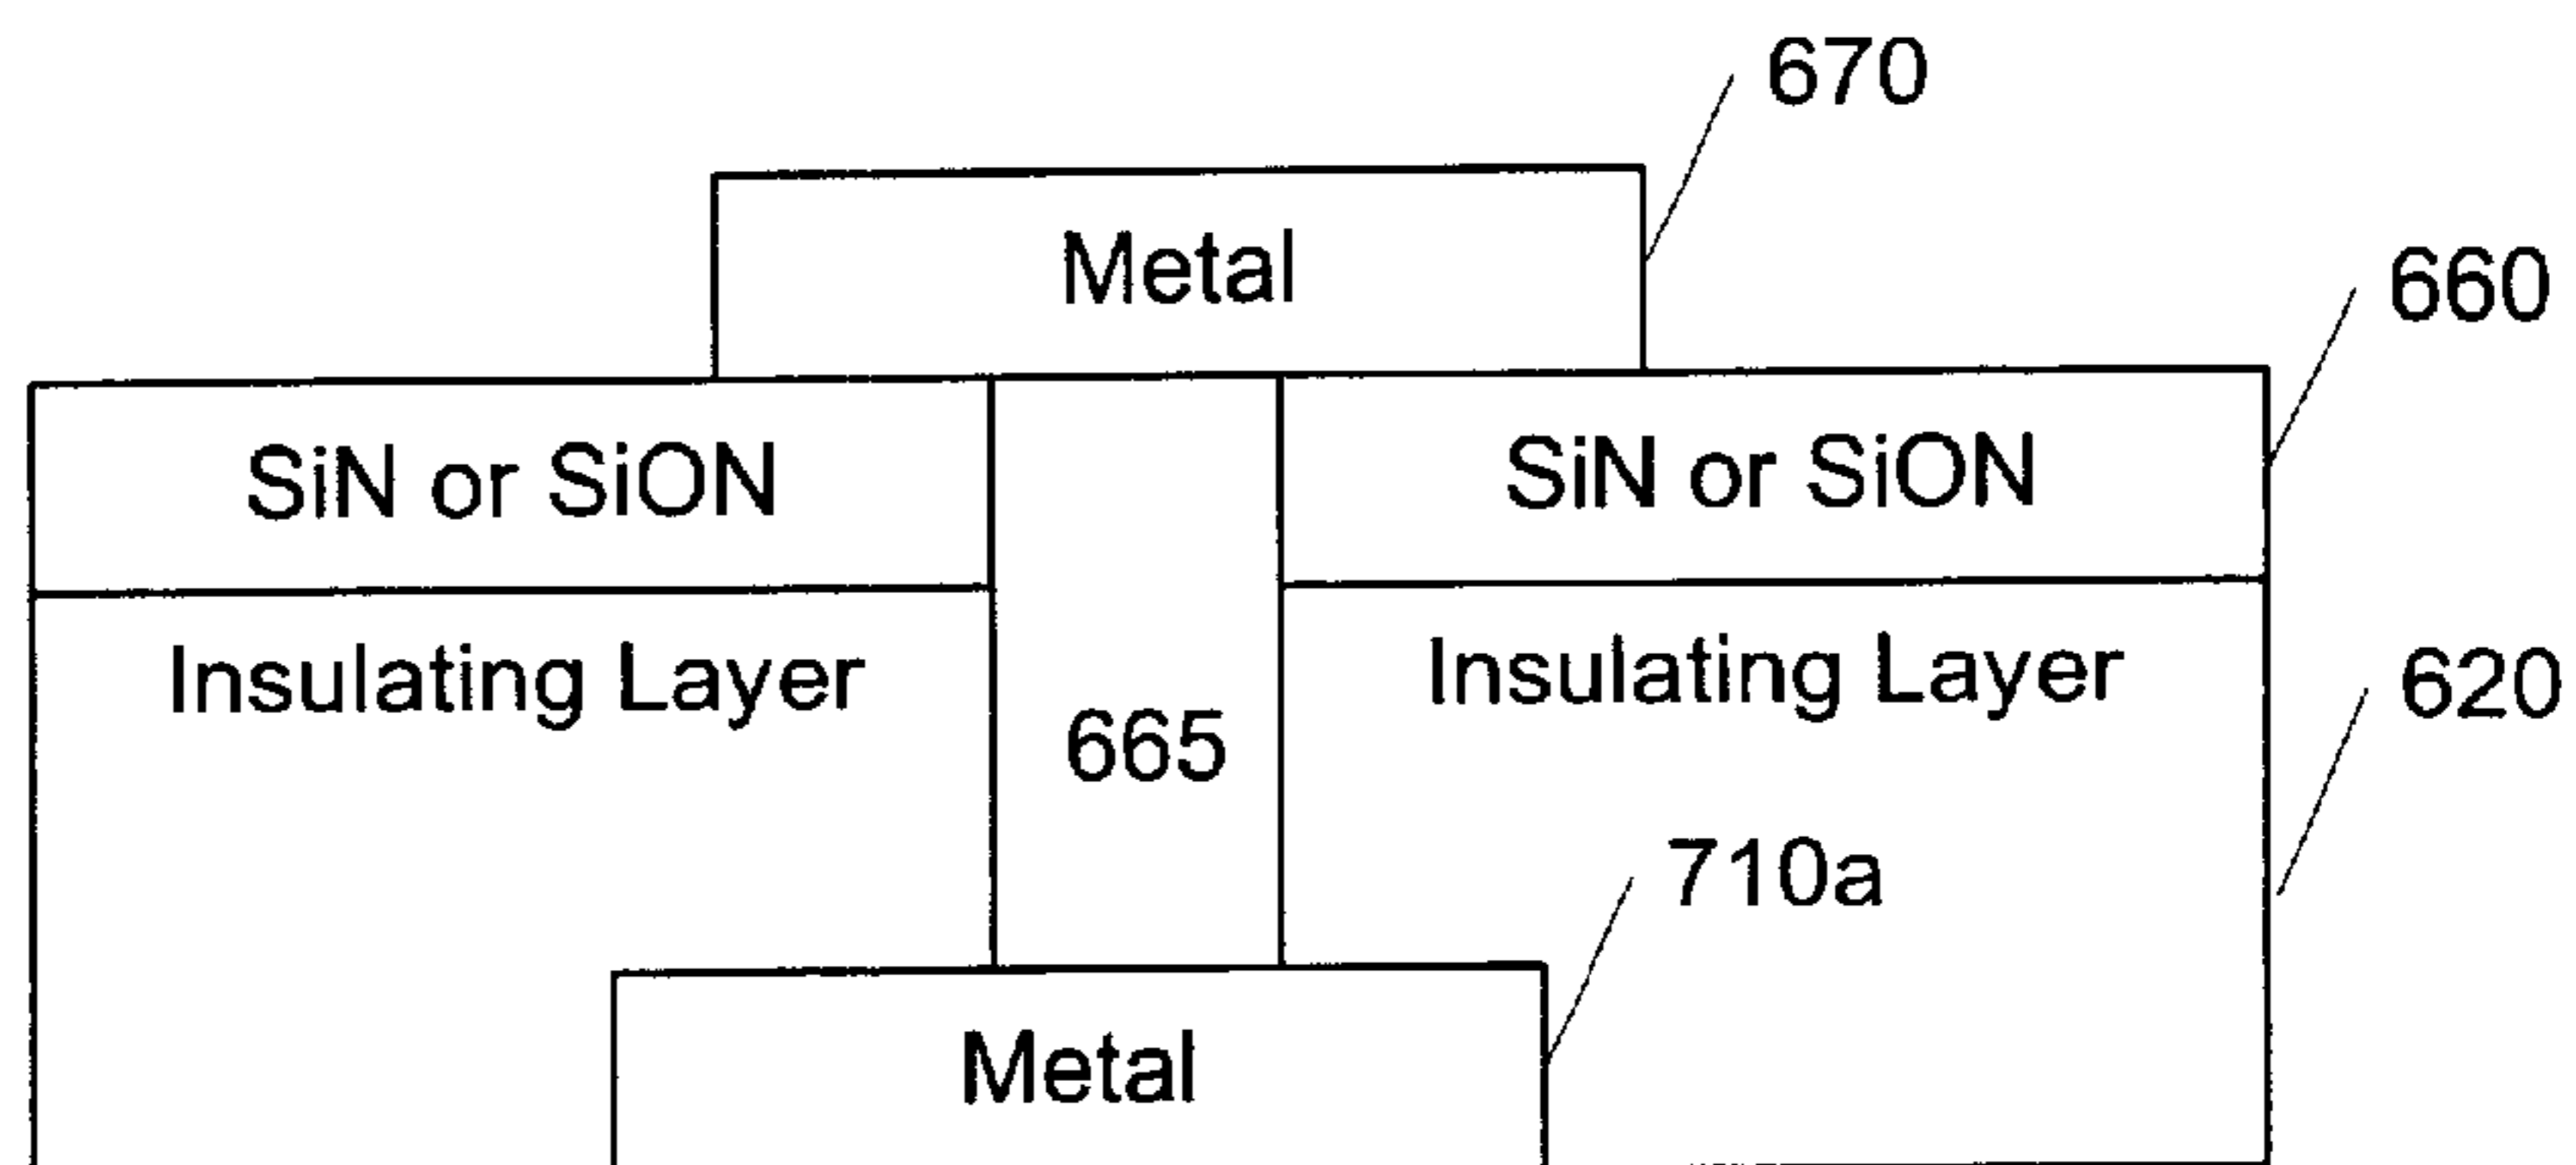 670
Metal
660
SiN or SiON
SiN or SiON
Insulating Layer
Insulating Layer
620
665
710a
Metal